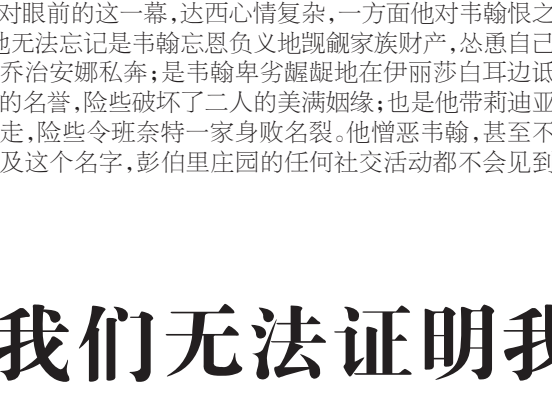 对眼前的这一幕，达西心情复杂，一方面他对韦翰恨之
他无法忘记是韦翰忘恩负义地觊觎家族财产，怂恿自己
乔治安娜私奔；是韦翰卑劣龌龊地在伊丽莎白耳边诋
的名誉，险些破坏了二人的美满姻缘；也是他带莉迪亚
走，险些令班奈特一家身败名裂。他憎恶韦翰，甚至不
及这个名字，彭伯里庄园的任何社交活动都不会见到
我们无法证明我